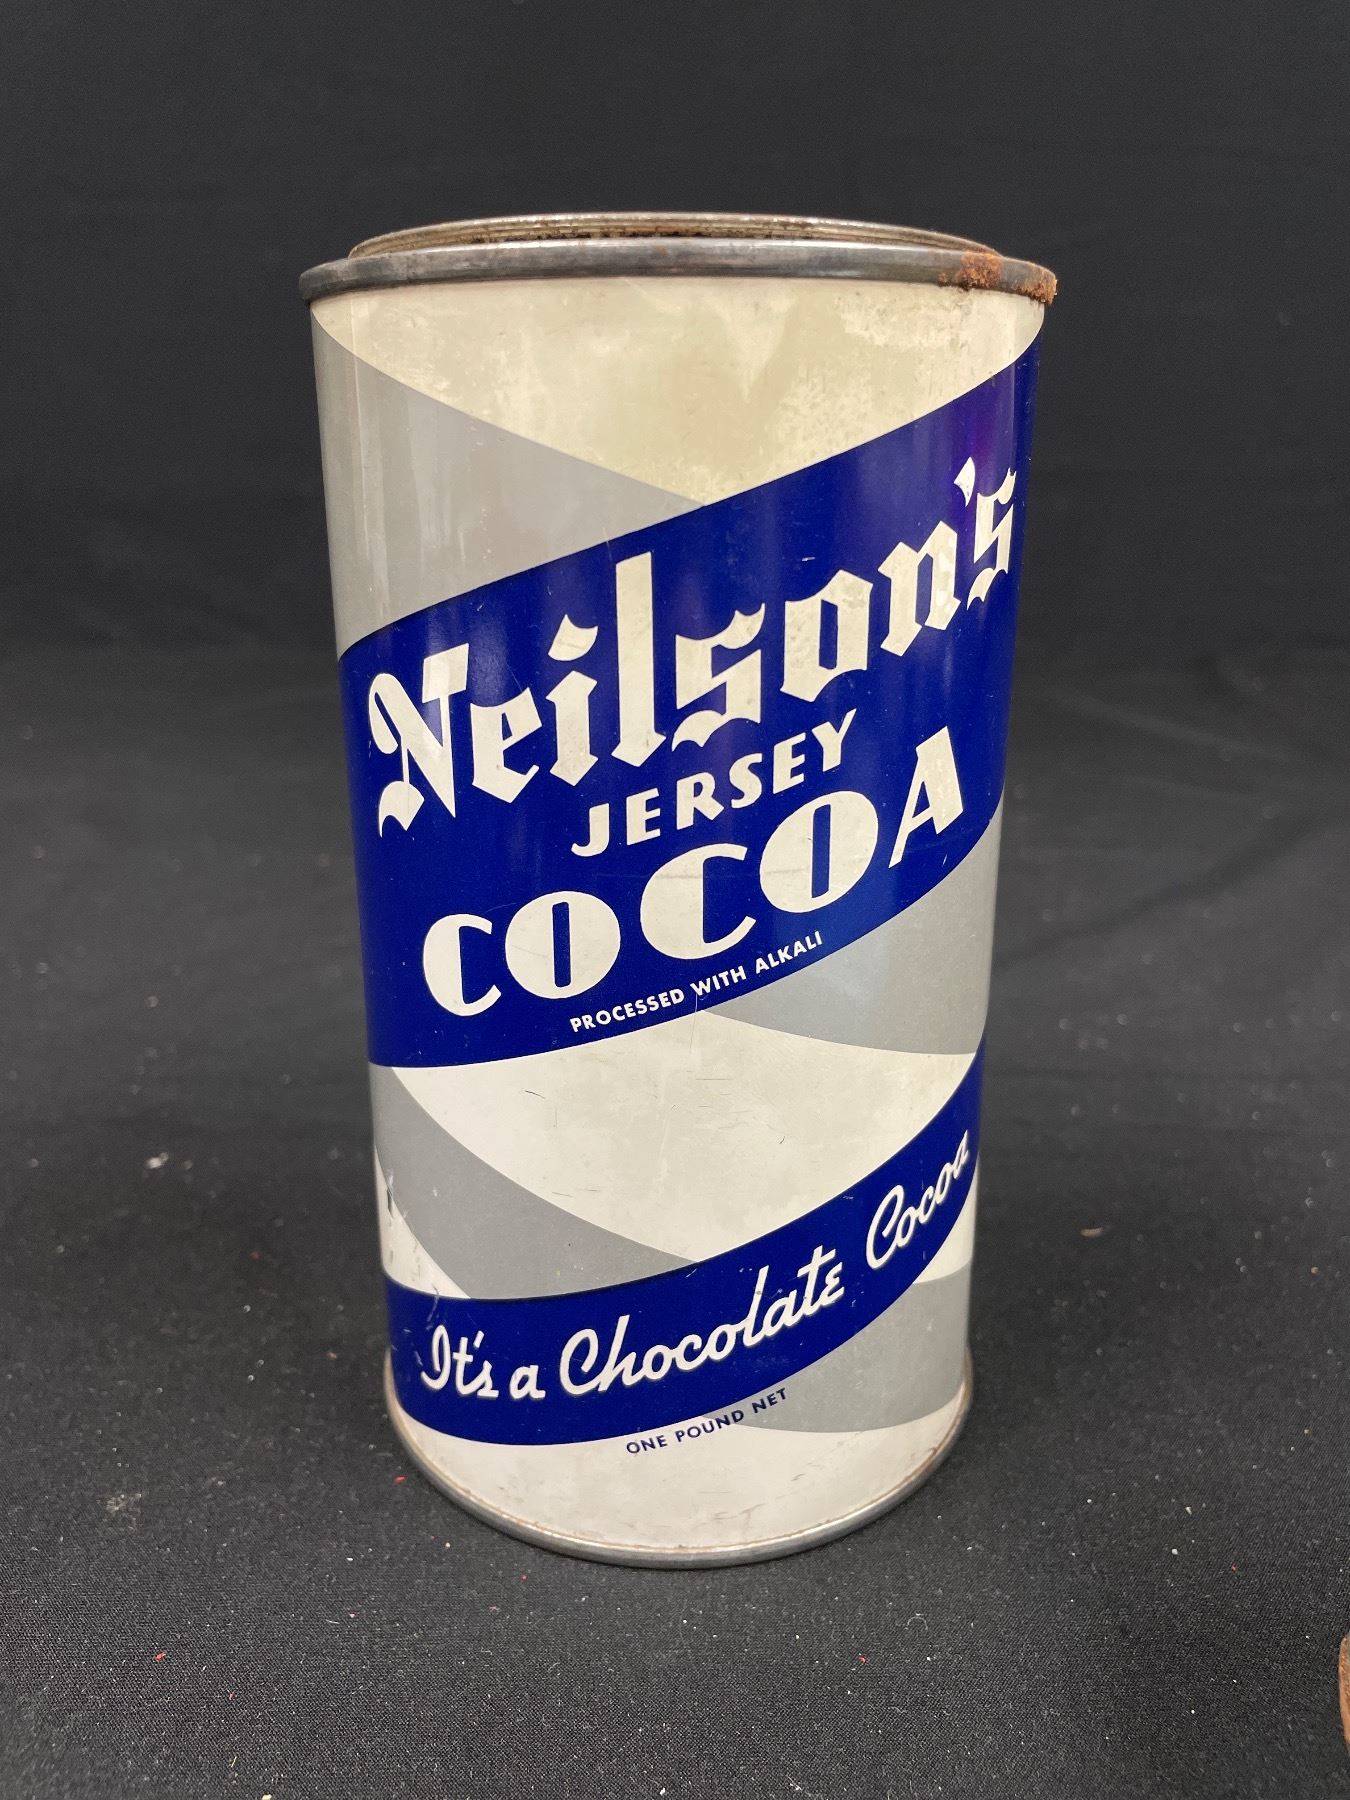 Neilson's
JERSEY
COCOA
PROCESSED WITH ALKALI
It's a Chocolate Cocoa
ONE POUND NET